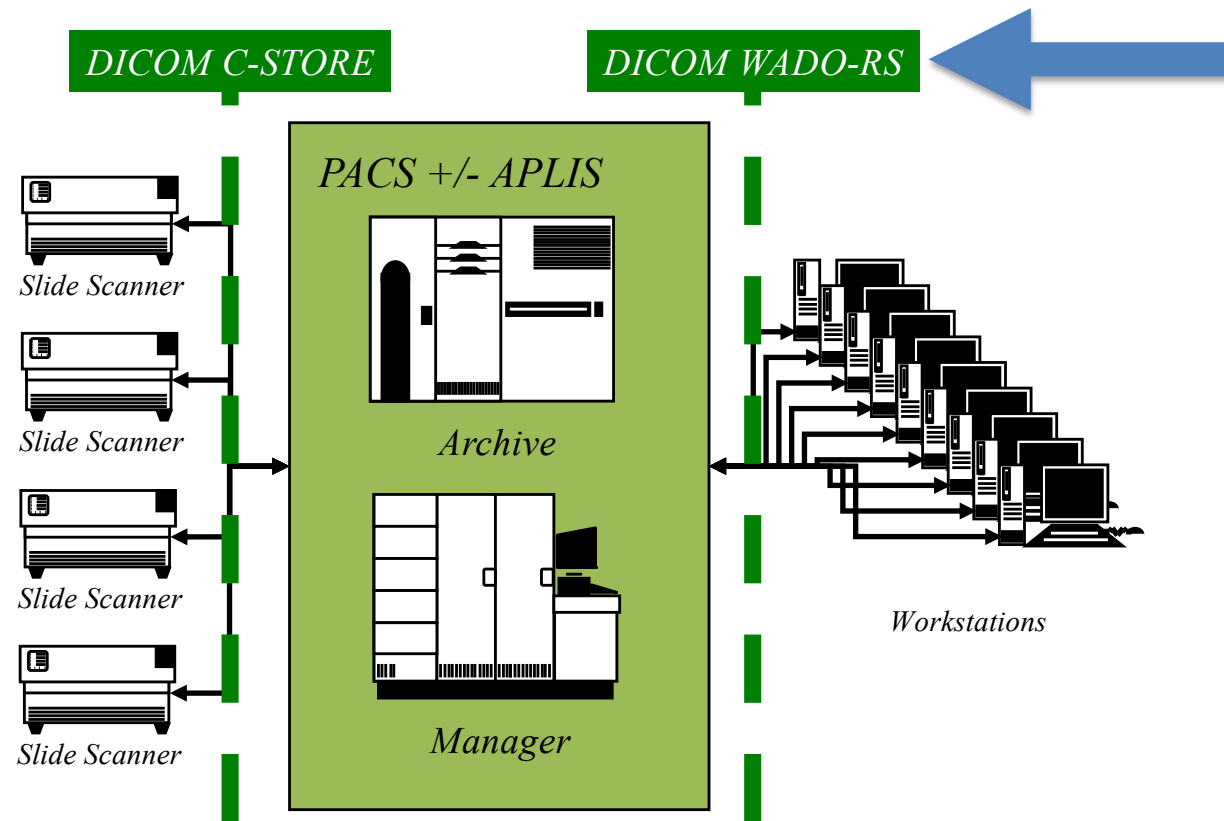 DICOM C-STORE
DICOM WADO-RS
PACS +/- APLIS
Slide Scanner
Slide Scanner
Slide Scanner
Slide Scanner
Archive
Manager
Workstations